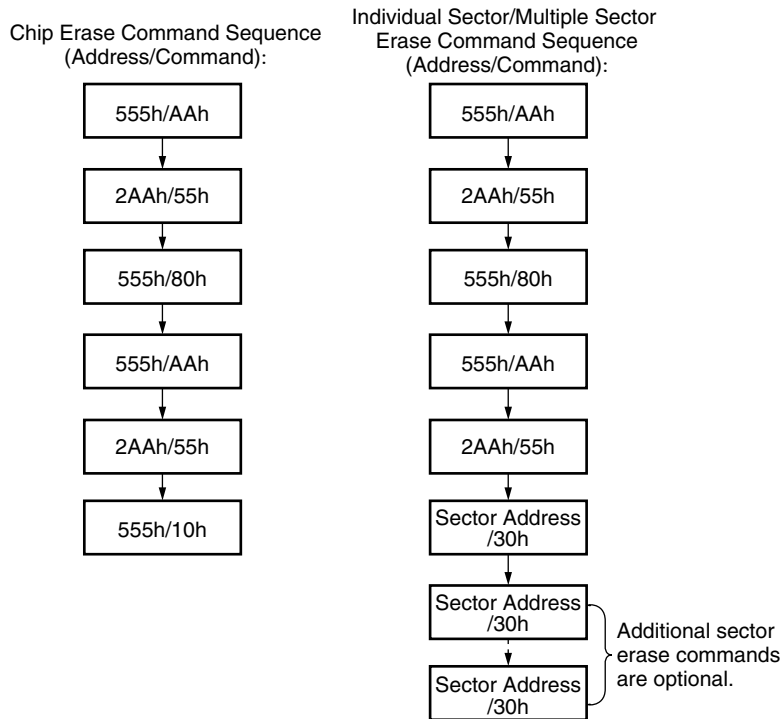 Chip Erase Command Sequence
(Address/Command):
555h/AAh
2AAh/55h
555h/80h
555h/AAh
2AAh/55h
555h/10h
Individual Sector/Multiple Sector
Erase Command Sequence
(Address/Command):
555h/AAh
2AAh/55h
555h/80h
555h/AAh
2AAh/55h
Sector Address
/30h
Sector Address
/30h
Sector Address
/30h
Additional sector
erase commands
are optional.